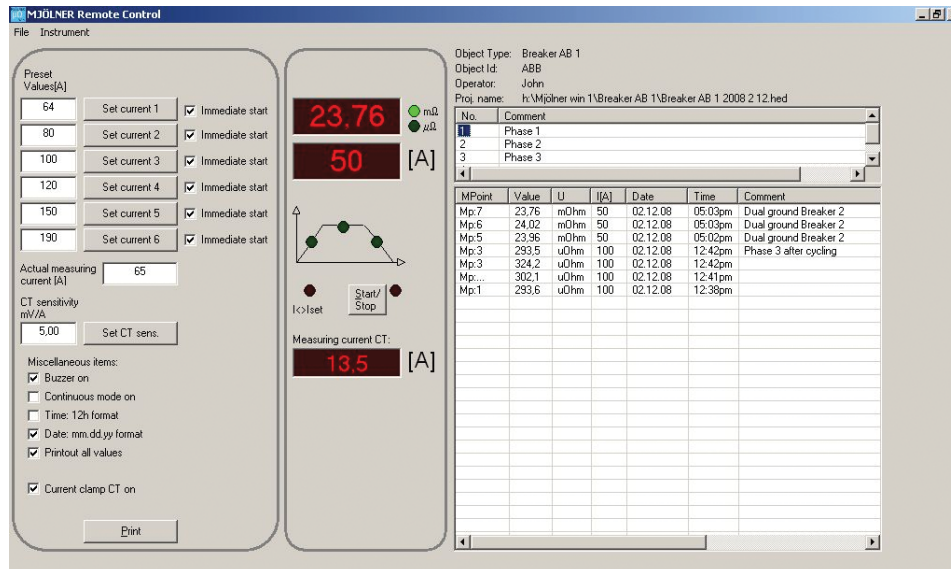 MJÖLNER Remote Control
File Instrument
Preset
Values[A]
64 Set current 1 Immediate start
80 Set current 2 Immediate start
100 Set current 3 Immediate start
120 Set current 4 Immediate start
150 Set current 5 Immediate start
190 Set current 6 Immediate start
Actual measuring
current [A] 65
CT sensitivity
mV/A
5,00 Set CT sens.
Miscellaneous items:
Buzzer on
Continuous mode on
Time: 12h format
Date: mm.dd.yy format
Printout all values
Current clamp CT on
Print
23.76 mΩ
µΩ
50 [A]
I<>Iset Start/
Stop
Measuring current CT:
13,5 [A]
Object Type: Breaker AB 1
Object Id: ABB
Operator: John
Proj. name: h:\Mjölner win 1\Breaker AB 1\Breaker AB 1 2008 2 12.hed
No. Comment
1 Phase 1
2 Phase 2
3 Phase 3
MPoint Value U I[A] Date Time Comment
Mp:7 23,76 mOhm 50 02.12.08 05:03pm Dual ground Breaker 2
Mp:6 24,02 mOhm 50 02.12.08 05:03pm Dual ground Breaker 2
Mp:5 23,96 mOhm 50 02.12.08 05:02pm Dual ground Breaker 2
Mp:3 293,5 uOhm 100 02.12.08 12:42pm Phase 3 after cycling
Mp:3 324,2 uOhm 100 02.12.08 12:42pm
Mp:... 302,1 uOhm 100 02.12.08 12:41pm
Mp:1 293,6 uOhm 100 02.12.08 12:38pm